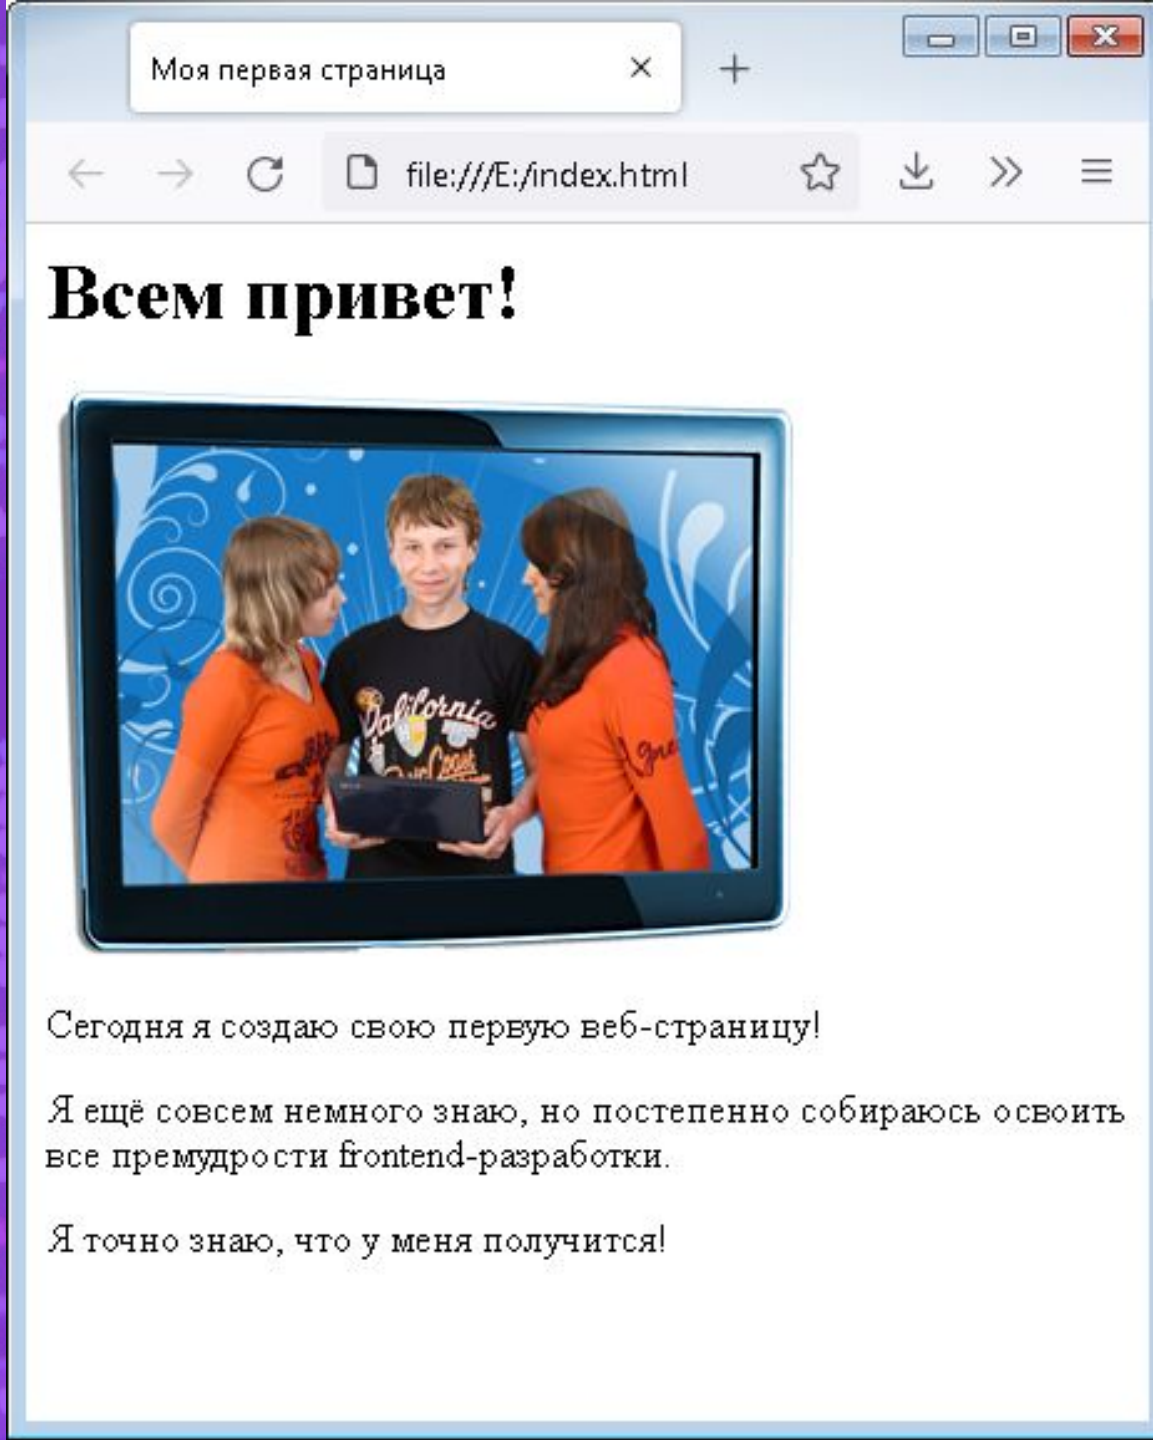 Моя первая страница
file:///E:/index.html
Всем привет!
California
Coast
Сегодня я создаю свою первую веб-страницу!
Я ещё совсем немного знаю, но постепенно собираюсь освоить
все премудрости frontend-разработки.
Я точно знаю, что у меня получится!